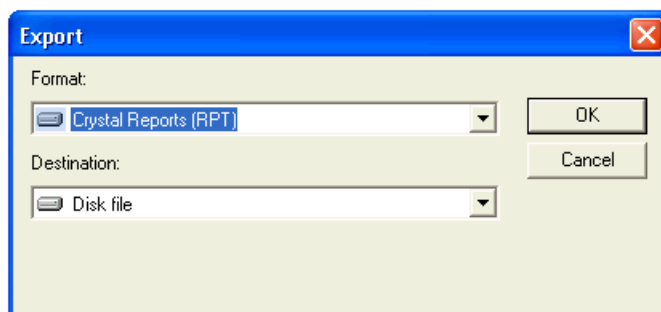 Export
Format:
Crystal Reports (RPT)
OK
Destination:
Cancel
Disk file